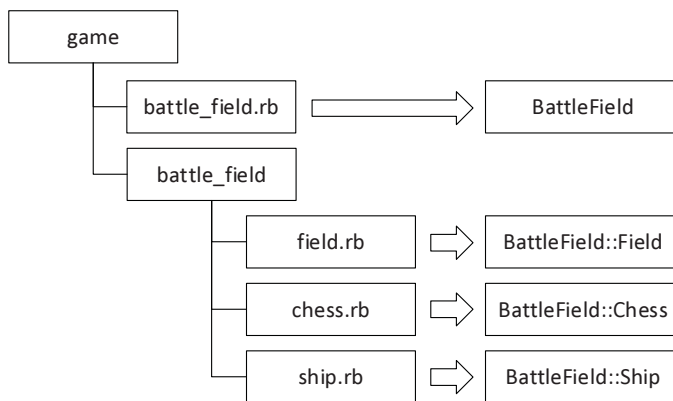 game
battle_field.rb
BattleField
battle_field
field.rb
BattleField::Field
chess.rb
BattleField::Chess
ship.rb
BattleField::Ship